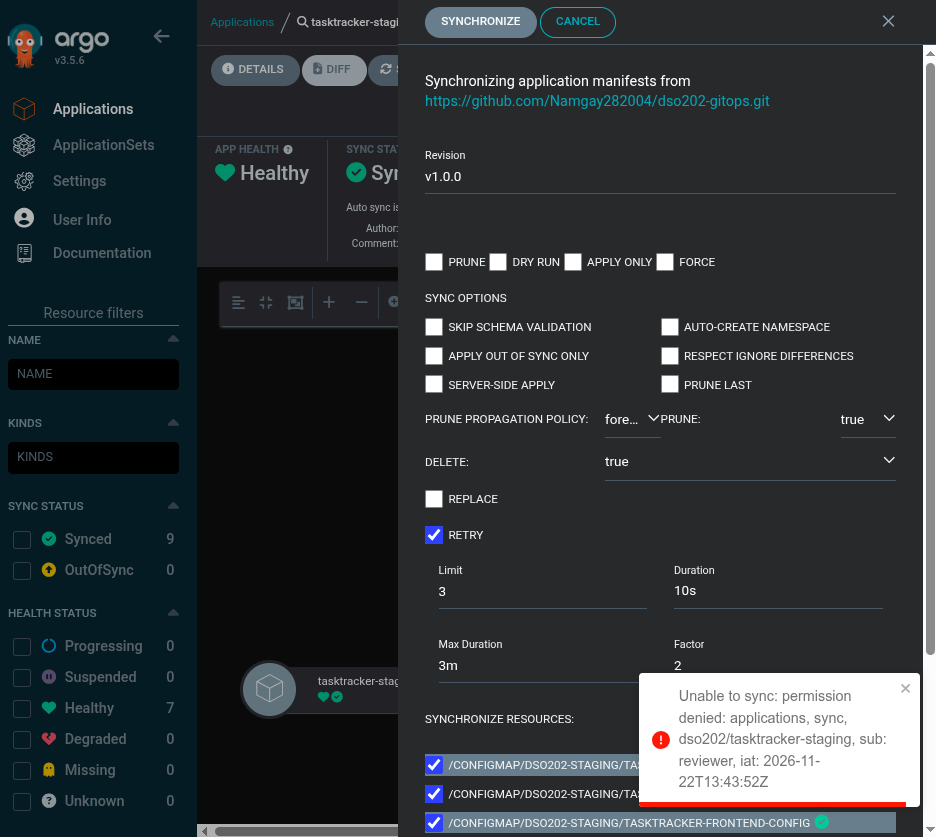 argo
v3.5.6
Applications
ApplicationSets
Settings
User Info
Documentation
Resource filters
NAME
NAME
KINDS
KINDS
SYNC STATUS
Synced 9
OutOfSync 0
HEALTH STATUS
Progressing 0
Suspended 0
Healthy 7
Degraded 0
Missing 0
Unknown 0
Applications / tasktracker-stagi
DETAILS
DIFF
APP HEALTH
Healthy
SYNC STAT
Syn
Auto sync is
Author:
Comment:
tasktracker-stag
SYNCHRONIZE
CANCEL
Synchronizing application manifests from
https://github.com/Namgay282004/dso202-gitops.git
Revision
v1.0.0
PRUNE DRY RUN APPLY ONLY FORCE
SYNC OPTIONS
SKIP SCHEMA VALIDATION AUTO-CREATE NAMESPACE
APPLY OUT OF SYNC ONLY RESPECT IGNORE DIFFERENCES
SERVER-SIDE APPLY PRUNE LAST
PRUNE PROPAGATION POLICY: fore... PRUNE: true
DELETE: true
REPLACE
RETRY
Limit Duration
3 10s
Max Duration Factor
3m 2
SYNCHRONIZE RESOURCES:
/CONFIGMAP/DSO202-STAGING/TAS
/CONFIGMAP/DSO202-STAGING/TAS
/CONFIGMAP/DSO202-STAGING/TASKTRACKER-FRONTEND-CONFIG
Unable to sync: permission
denied: applications, sync,
dso202/tasktracker-staging, sub:
reviewer, iat: 2026-11-
22T13:43:52Z